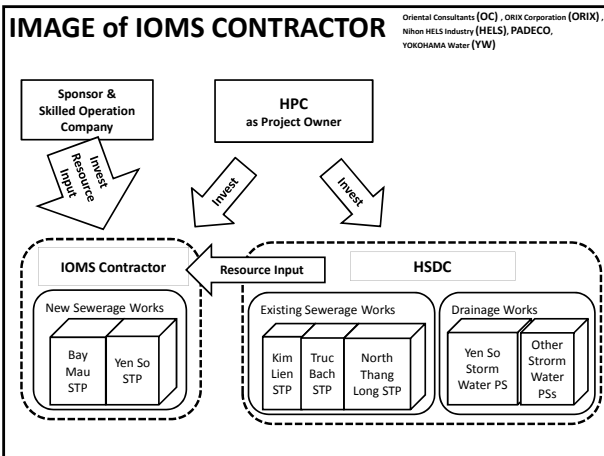 IMAGE of IOMS CONTRACTOR
Oriental Consultants (OC) , ORIX Corporation (ORIX) ,
Nihon HELS Industry (HELS), PADECO,
YOKOHAMA Water (YW)
Sponsor &
Skilled Operation
Company
HPC
as Project Owner
Invest
Resource
Input
Invest
Invest
IOMS Contractor
Resource Input
HSDC
New Sewerage Works
Bay
Mau
STP
Yen So
STP
Existing Sewerage Works
Kim
Lien
STP
Truc
Bach
STP
North
Thang
Long STP
Drainage Works
Yen So
Storm
Water PS
Other
Strorm
Water
PSs